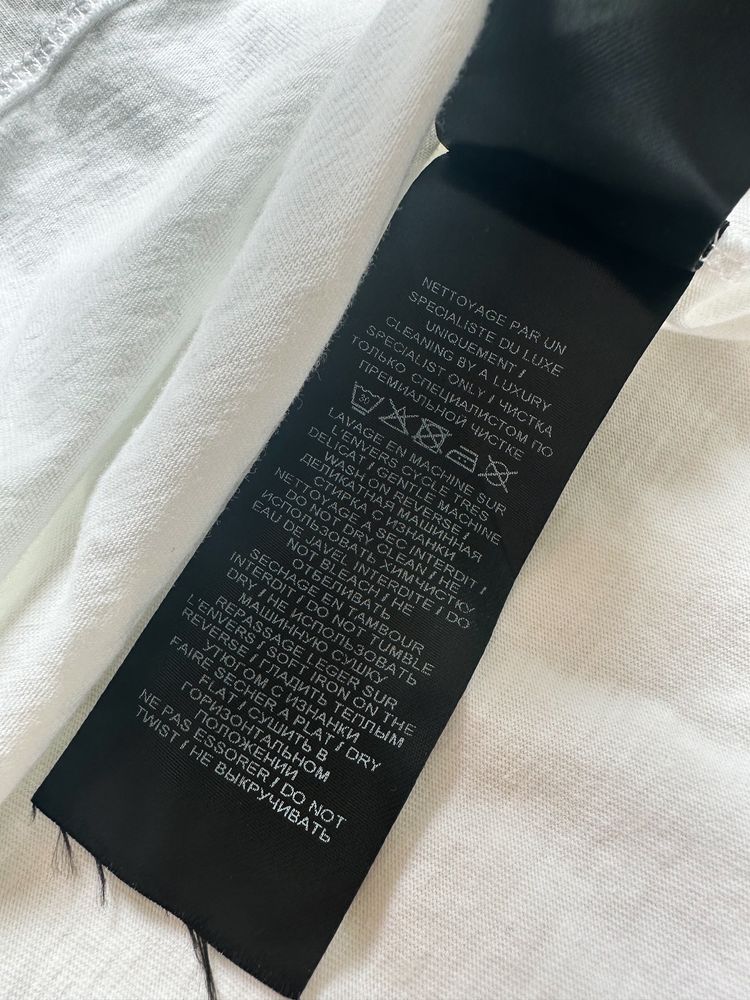 NETTOYAGE PAR UN
SPECIALISTE DU LUXE
UNIQUEMENT /
CLEANING BY A LUXURY
SPECIALIST ONLY / ЧИСТКА
ТОЛЬКО СПЕЦИАЛИСТОМ ПО
ПРЕМИАЛЬНОЙ ЧИСТКЕ
30
LAVAGE EN MACHINE SUR
L'ENVERS CYCLE TRES
DELICAT / GENTLE MACHINE
WASH ON REVERSE /
ДЕЛИКАТНАЯ МАШИННАЯ
СТИРКА С ИЗНАНКИ
NETTOYAGE A SEC INTERDIT /
DO NOT DRY CLEAN / НЕ
ИСПОЛЬЗОВАТЬ ХИМЧИСТКУ
EAU DE JAVEL INTERDITE / DO
NOT BLEACH / НЕ
ОТБЕЛИВАТЬ
SECHAGE EN TAMBOUR
INTERDIT / DO NOT TUMBLE
DRY / НЕ ИСПОЛЬЗОВАТЬ
МАШИННУЮ СУШКУ
REPASSAGE LEGER SUR
L'ENVERS / SOFT IRON ON THE
REVERSE / ГЛАДИТЬ ТЕПЛЫМ
УТЮГОМ С ИЗНАНКИ
FAIRE SECHER A PLAT / DRY
FLAT / СУШИТЬ В
ГОРИЗОНТАЛЬНОМ
ПОЛОЖЕНИИ
NE PAS ESSORER / DO NOT
TWIST / НЕ ВЫКРУЧИВАТЬ